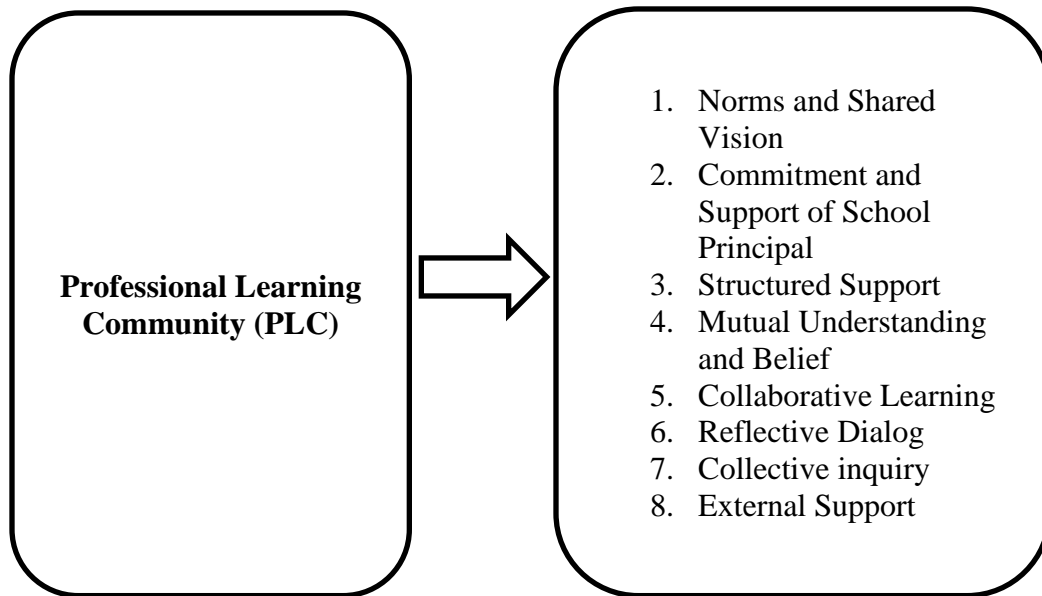 Professional Learning
Community (PLC)
1. Norms and Shared
Vision
2. Commitment and
Support of School
Principal
3. Structured Support
4. Mutual Understanding
and Belief
5. Collaborative Learning
6. Reflective Dialog
7. Collective inquiry
8. External Support